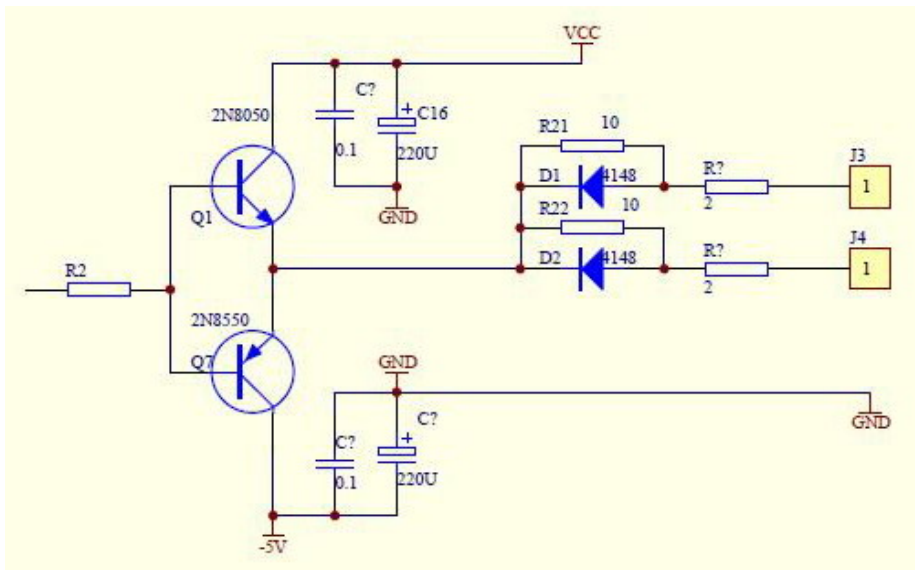 VCC
C?
2N8050
C16
0.1
220U
Q1
GND
R21 10
D1 4148
R? J3
2 1
R22 10
D2 4148
R? J4
2 1
R2
2N8550
Q7
GND
GND
C? C?
0.1 220U
-5V